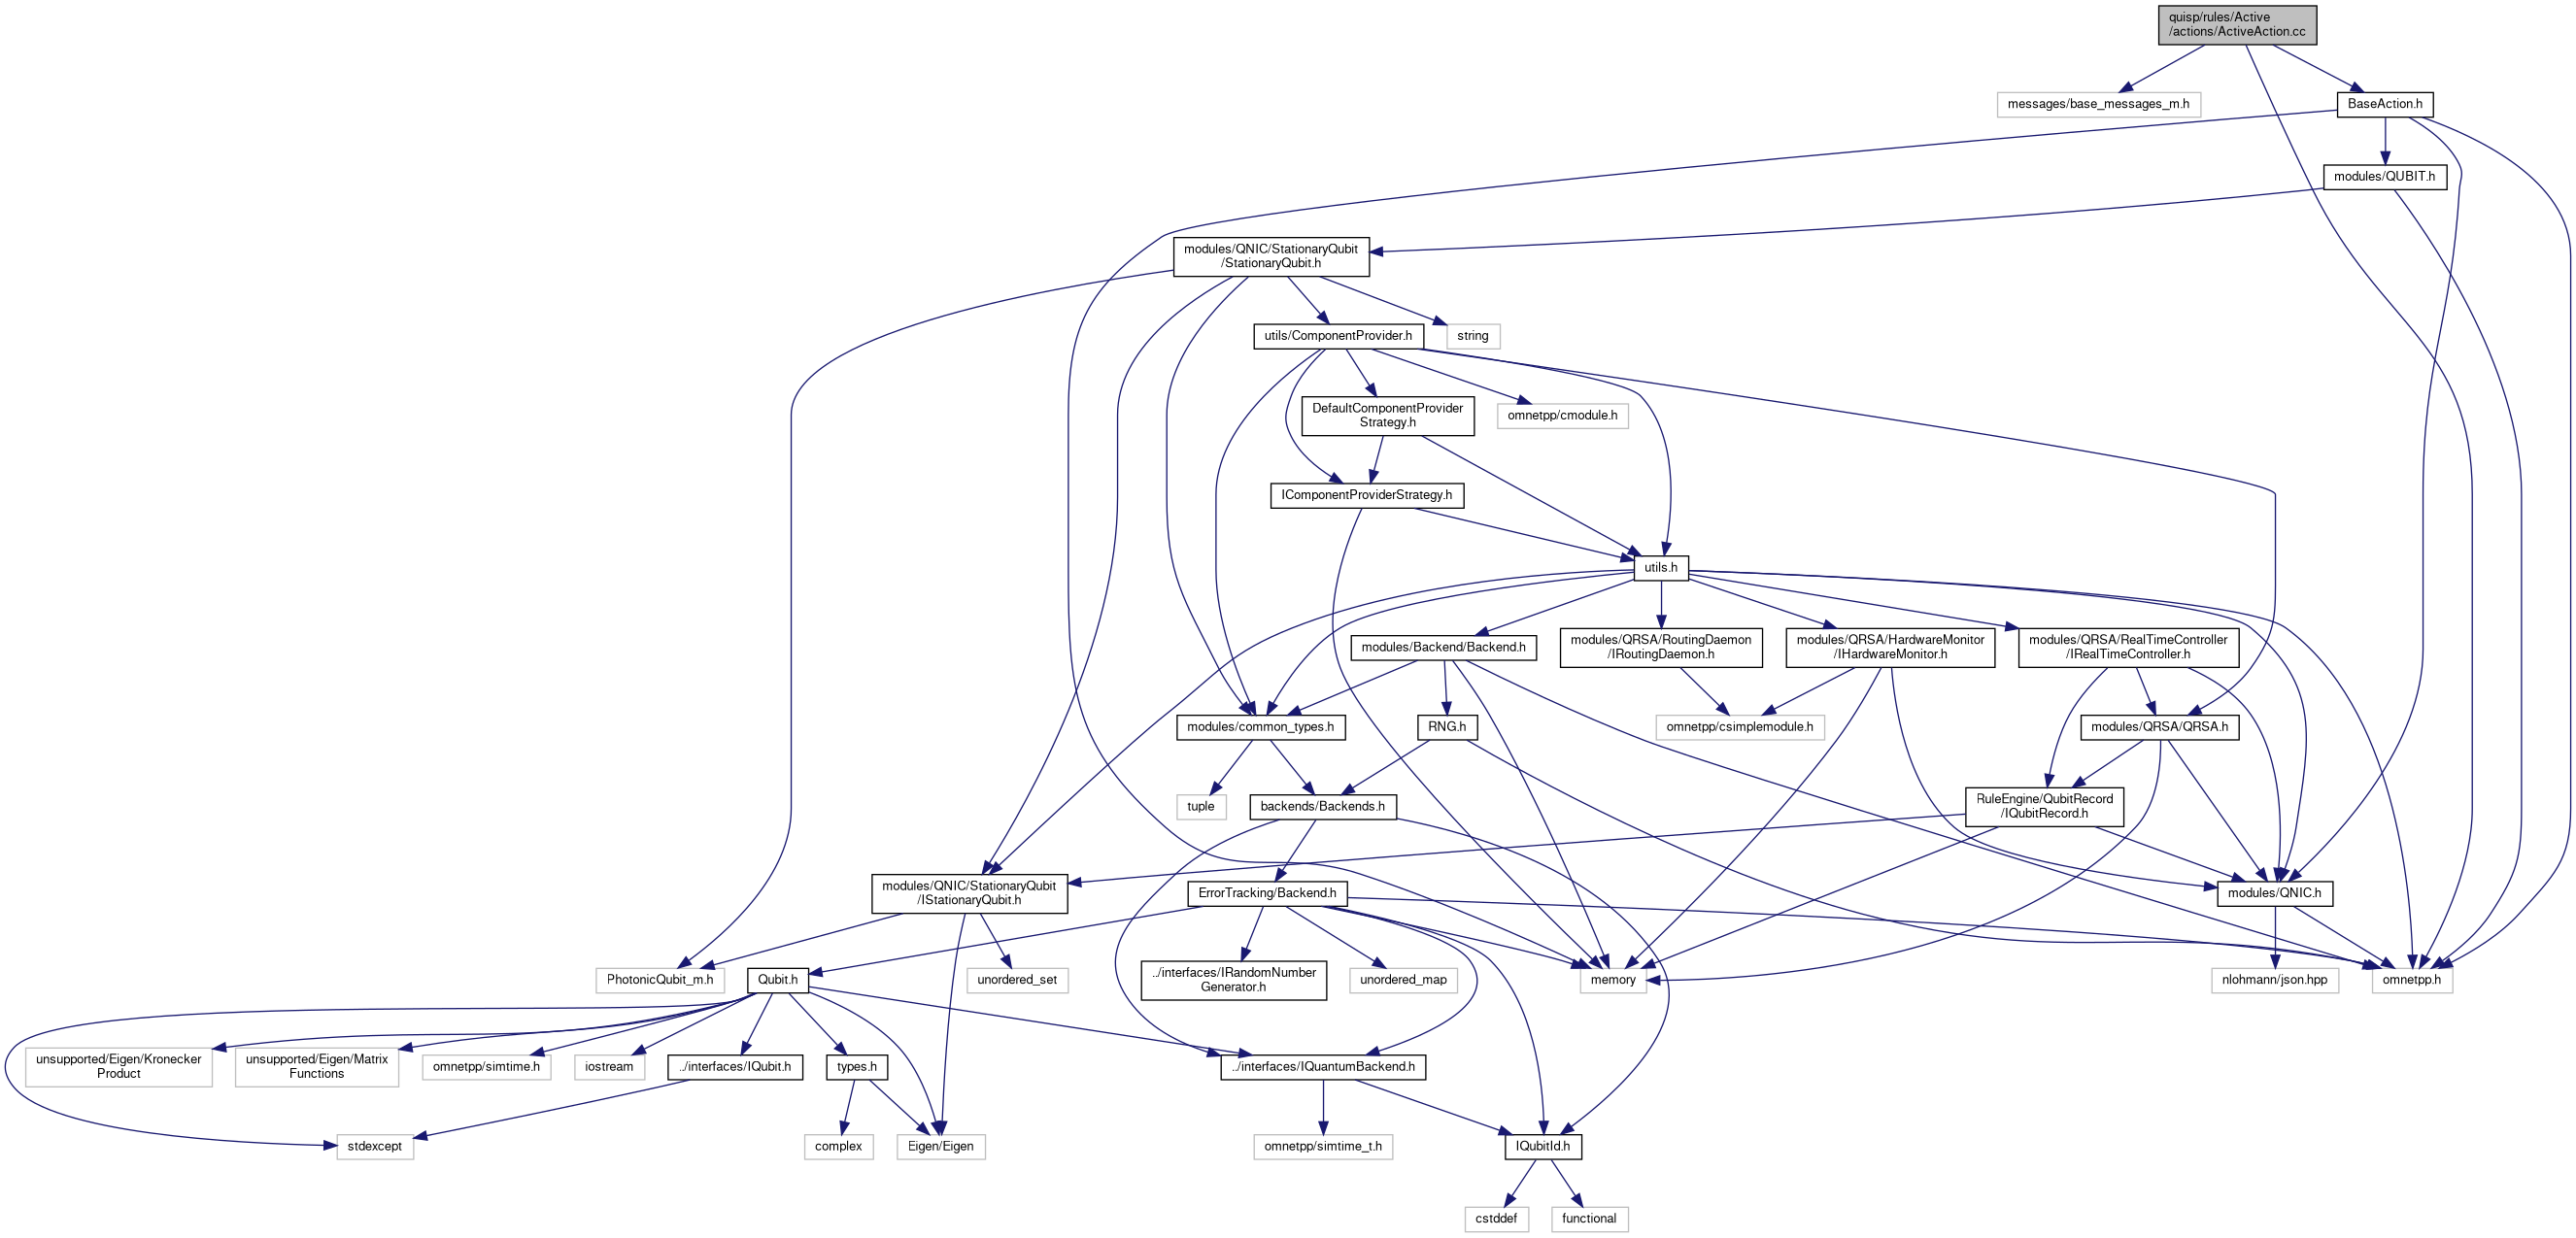 quisp/rules/Active
/actions/ActiveAction.cc
messages/base_messages_m.h
BaseAction.h
modules/QUBIT.h
modules/QNIC/StationaryQubit
/StationaryQubit.h
utils/ComponentProvider.h
string
DefaultComponentProvider
Strategy.h
omnetpp/cmodule.h
IComponentProviderStrategy.h
utils.h
modules/Backend/Backend.h
modules/QRSA/RoutingDaemon
/IRoutingDaemon.h
modules/QRSA/HardwareMonitor
/IHardwareMonitor.h
modules/QRSA/RealTimeController
/IRealTimeController.h
modules/common_types.h
RNG.h
omnetpp/csimplemodule.h
modules/QRSA/QRSA.h
tuple
backends/Backends.h
RuleEngine/QubitRecord
/IQubitRecord.h
modules/QNIC/StationaryQubit
/IStationaryQubit.h
ErrorTracking/Backend.h
modules/QNIC.h
PhotonicQubit_m.h
Qubit.h
unordered_set
../interfaces/IRandomNumber
Generator.h
unordered_map
memory
nlohmann/json.hpp
omnetpp.h
unsupported/Eigen/Kronecker
Product
unsupported/Eigen/Matrix
Functions
omnetpp/simtime.h
iostream
../interfaces/IQubit.h
types.h
../interfaces/IQuantumBackend.h
stdexcept
complex
Eigen/Eigen
omnetpp/simtime_t.h
IQubitId.h
cstddef
functional